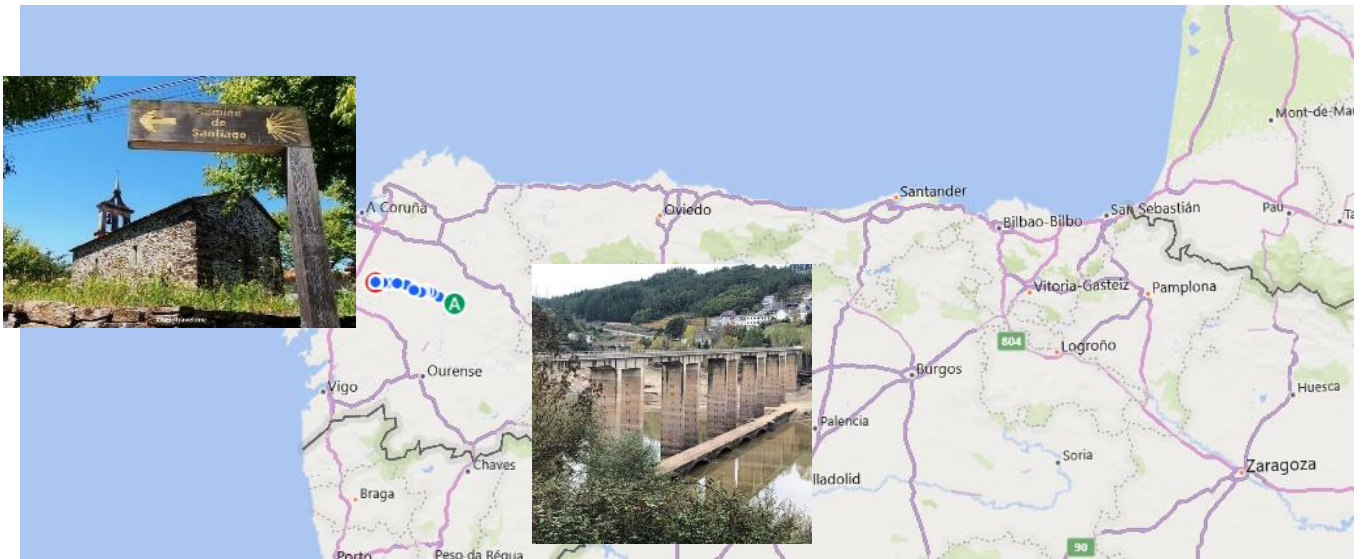 Camino
de
Santiago
A Coruña
Oviedo
Santander
Bilbao-Bilbo
San Sebastián
Mont-de-Ma
Pau
Ta
A
Vitoria-Gasteiz
Pamplona
804
Logroño
Ourense
Vigo
Burgos
Huesca
Palencia
Chaves
Soria
Zaragoza
lladolid
Braga
Porto
Peso da Régua
90